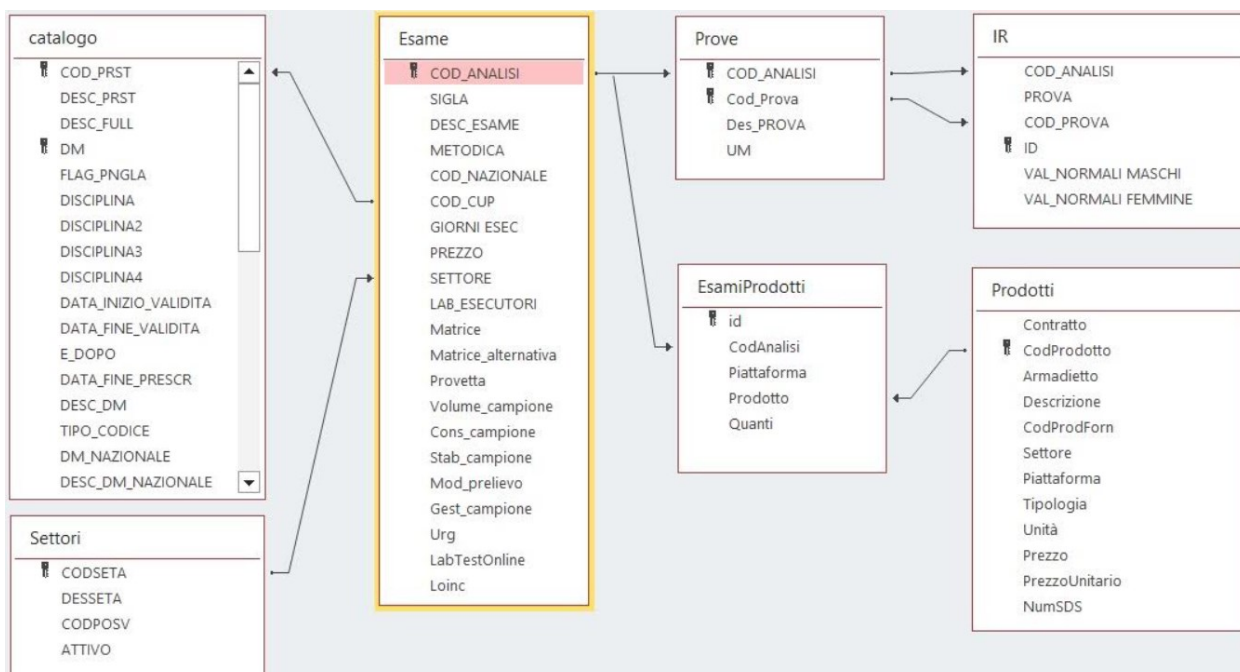 catalogo
COD_PRST
DESC_PRST
DESC_FULL
DM
FLAG_PNGLA
DISCIPLINA
DISCIPLINA2
DISCIPLINA3
DISCIPLINA4
DATA_INIZIO_VALIDITA
DATA_FINE_VALIDITA
E_DOPO
DATA_FINE_PRESCR
DESC_DM
TIPO_CODICE
DM_NAZIONALE
DESC_DM_NAZIONALE
Settori
CODSETA
DESSETA
CODPOSV
ATTIVO
Esame
COD_ANALISI
SIGLA
DESC_ESAME
METODICA
COD_NAZIONALE
COD_CUP
GIORNI ESEC
PREZZO
SETTORE
LAB_ESECUTORI
Matrice
Matrice_alternativa
Provetta
Volume_campione
Cons_campione
Stab_campione
Mod_prelievo
Gest_campione
Urg
LabTestOnline
Loinc
Prove
COD_ANALISI
Cod_Prova
Des_PROVA
UM
EsamiProdotti
id
CodAnalisi
Piattaforma
Prodotto
Quanti
IR
COD_ANALISI
PROVA
COD_PROVA
ID
VAL_NORMALI MASCHI
VAL_NORMALI FEMMINE
Prodotti
Contratto
CodProdotto
Armadietto
Descrizione
CodProdForn
Settore
Piattaforma
Tipologia
Unità
Prezzo
PrezzoUnitario
NumSDS